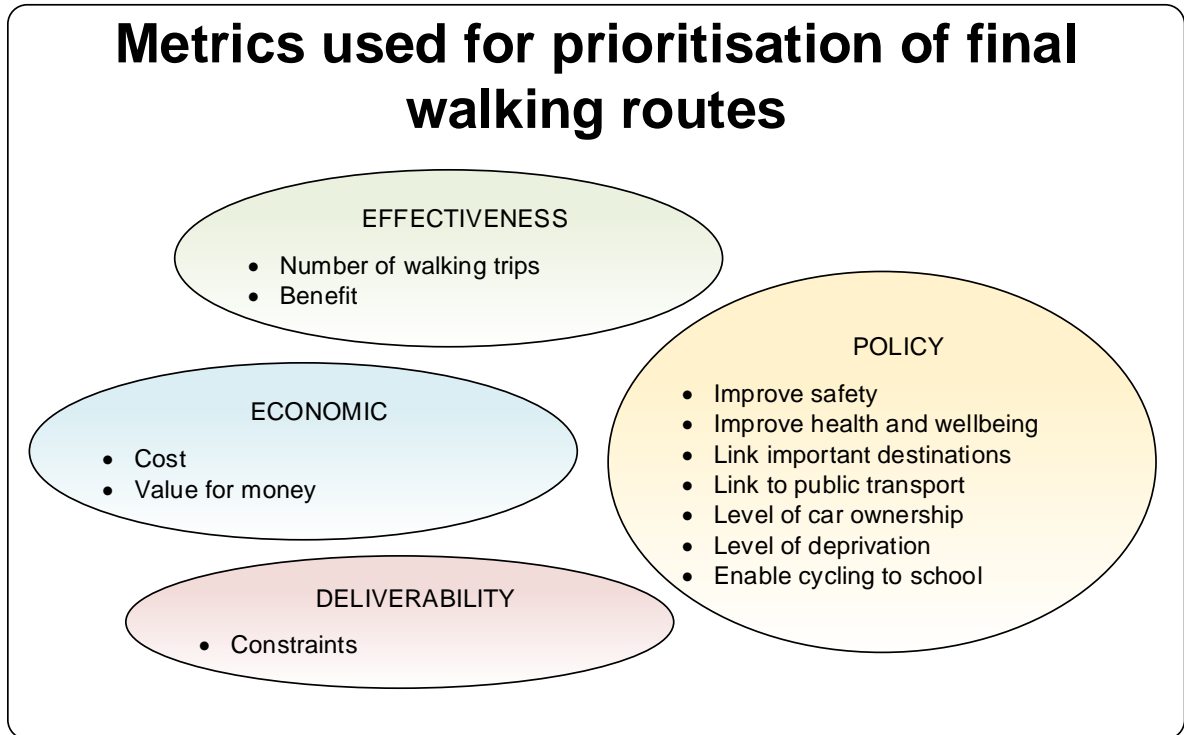 Metrics used for prioritisation of final
walking routes
EFFECTIVENESS
• Number of walking trips
• Benefit
ECONOMIC
• Cost
• Value for money
DELIVERABILITY
• Constraints
POLICY
• Improve safety
• Improve health and wellbeing
• Link important destinations
• Link to public transport
• Level of car ownership
• Level of deprivation
• Enable cycling to school